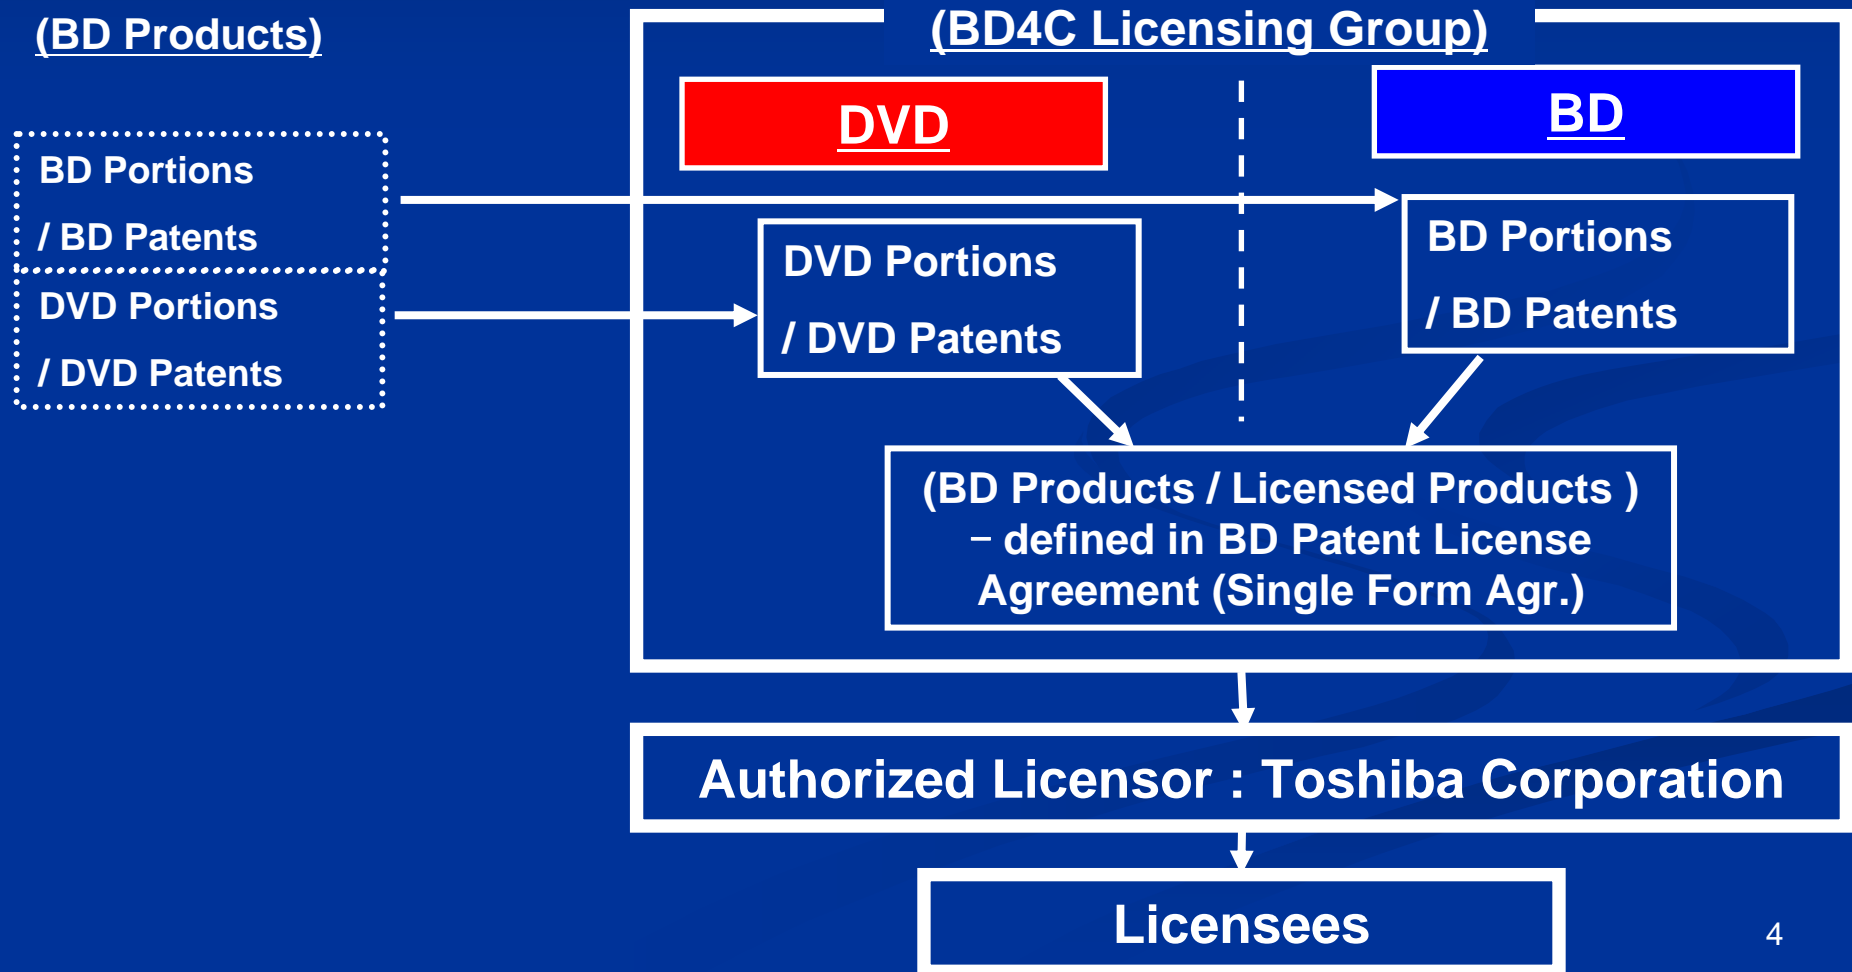 (BD Products)
BD Portions
/ BD Patents
DVD Portions
/ DVD Patents
(BD4C Licensing Group)
DVD
BD
DVD Portions
/ DVD Patents
BD Portions
/ BD Patents
(BD Products / Licensed Products )
− defined in BD Patent License
Agreement (Single Form Agr.)
Authorized Licensor : Toshiba Corporation
Licensees
4